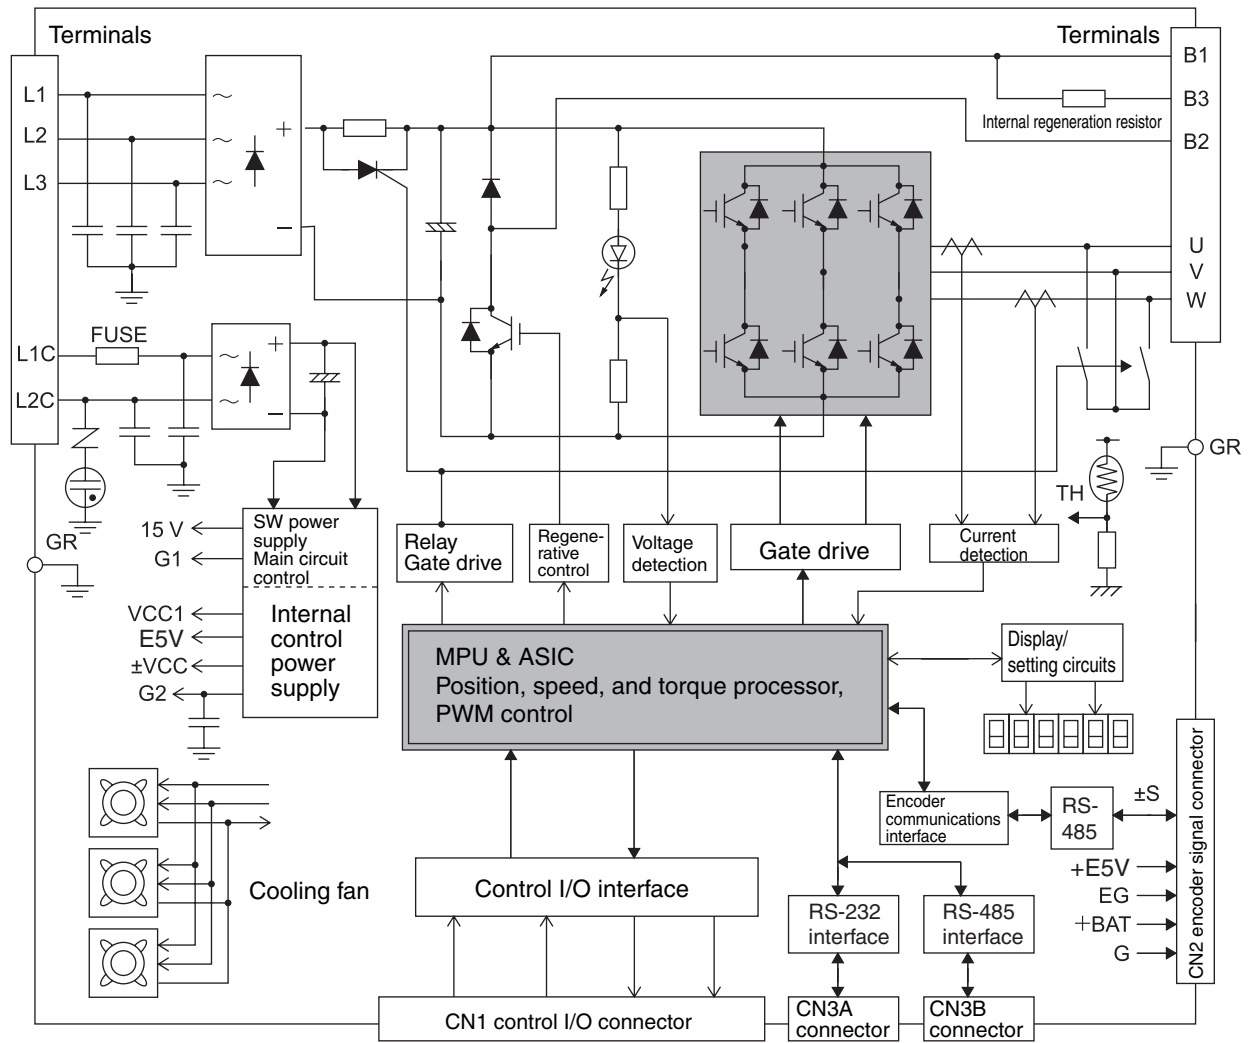 Terminals
Terminals
L1
L2
L3
B1
B3
Internal regeneration resistor
B2
U
V
W
FUSE
L1C
L2C
GR
GR
TH
15 V
G1
VCC1
E5V
±VCC
G2
SW power
supply
Main circuit
control
Internal
control
power
supply
Relay
Gate drive
Regene-
rative
control
Voltage
detection
Gate drive
Current
detection
MPU & ASIC
Position, speed, and torque processor,
PWM control
Display/
setting circuits
Encoder
communications
interface
RS-
485
±S
+E5V
EG
+BAT
G
CN2 encoder signal connector
Cooling fan
Control I/O interface
RS-232
interface
RS-485
interface
CN1 control I/O connector
CN3A
connector
CN3B
connector